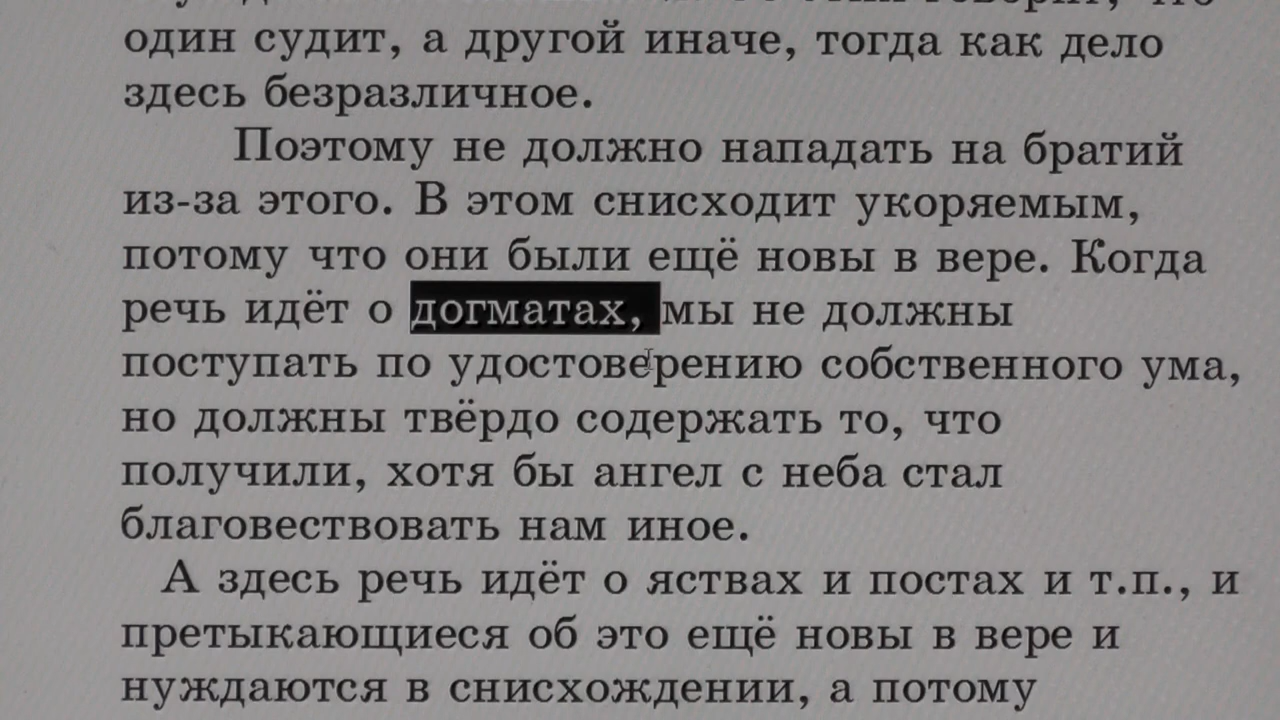 один судит, а другой иначе, тогда как дело
здесь безразличное.
Поэтому не должно нападать на братий
из-за этого. В этом снисходит укоряемым,
потому что они были ещё новы в вере. Когда
речь идёт о догматах, мы не должны
поступать по удостоверению собственного ума,
но должны твёрдо содержать то, что
получили, хотя бы ангел с неба стал
благовествовать нам иное.
А здесь речь идёт о яствах и постах и т.п., и
претыкающиеся об это ещё новы в вере и
нуждаются в снисхождении, а потому